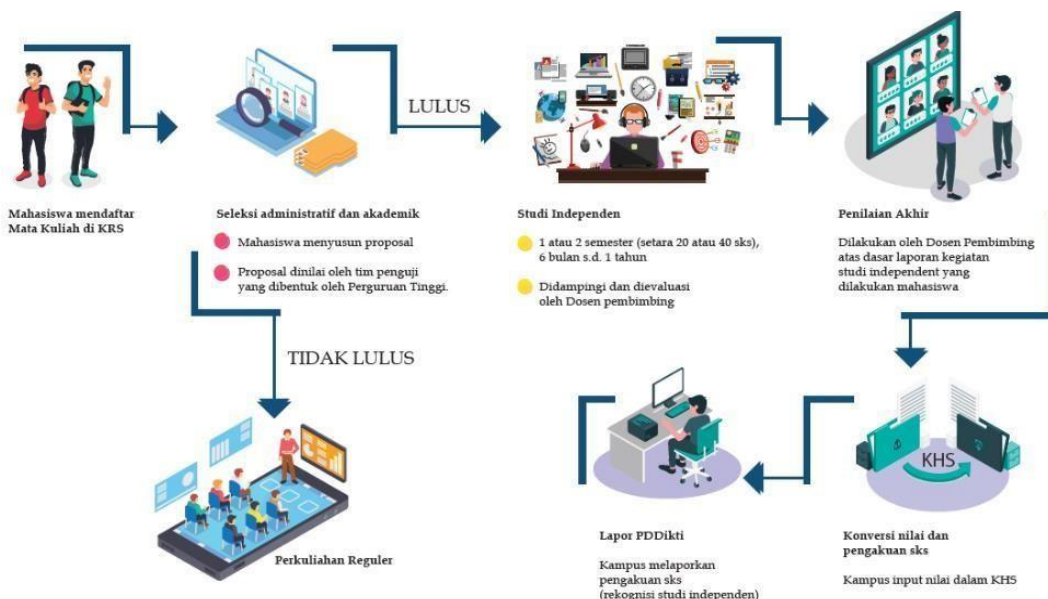 LULUS
Mahasiswa mendaftar
Mata Kuliah di KRS
Seleksi administratif dan akademik
Mahasiswa menyusun proposal
Proposal dinilai oleh tim penguji
yang dibentuk oleh Perguruan Tinggi.
Studi Independen
1 atau 2 semester (setara 20 atau 40 sks),
6 bulan s.d. 1 tahun
Didampingi dan dievaluasi
oleh Dosen pembimbing
Penilaian Akhir
Dilakukan oleh Dosen Pembimbing
atas dasar laporan kegiatan
studi independent yang
dilakukan mahasiswa
TIDAK LULUS
Perkuliahan Reguler
KHS
Konversi nilai dan
pengakuan sks
Kampus input nilai dalam KHS
Lapor PDDikti
Kampus melaporkan
pengakuan sks
(rekognisi studi independen)